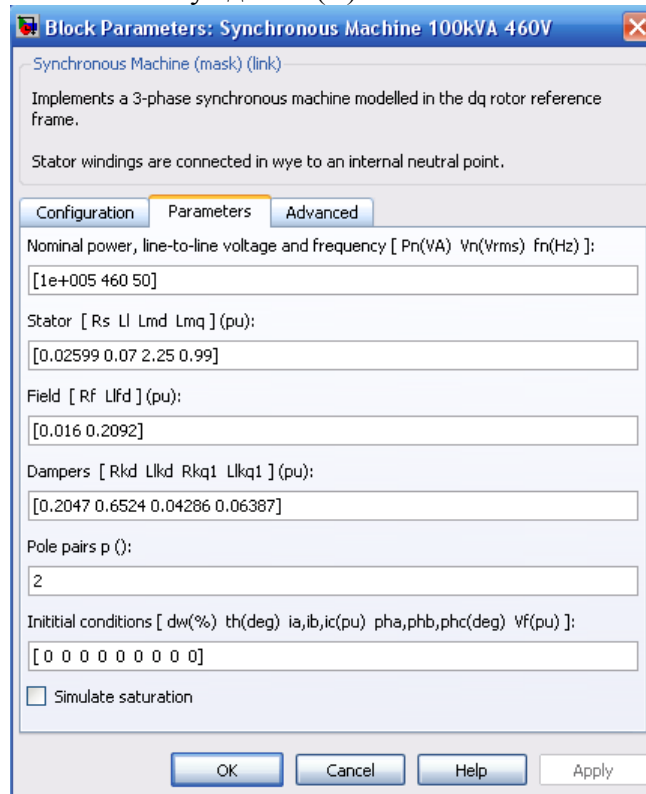 Block Parameters: Synchronous Machine 100kVA 460V
Synchronous Machine (mask) (link)
Implements a 3-phase synchronous machine modelled in the dq rotor reference
frame.
Stator windings are connected in wye to an internal neutral point.
Configuration Parameters Advanced
Nominal power, line-to-line voltage and frequency [ Pn(VA) Vn(Vrms) fn(Hz) ]:
[1e+005 460 50]
Stator [ Rs Ll Lmd Lmq ] (pu):
[0.02599 0.07 2.25 0.99]
Field [ Rf Llfd ] (pu):
[0.016 0.2092]
Dampers [ Rkd Llkd Rkq1 Llkq1 ] (pu):
[0.2047 0.6524 0.04286 0.06387]
Pole pairs p ():
2
Inititial conditions [ dw(%) th(deg) ia,ib,ic(pu) pha,phb,phc(deg) Vf(pu) ]:
[ 0 0 0 0 0 0 0 0 0]
Simulate saturation
OK Cancel Help Apply